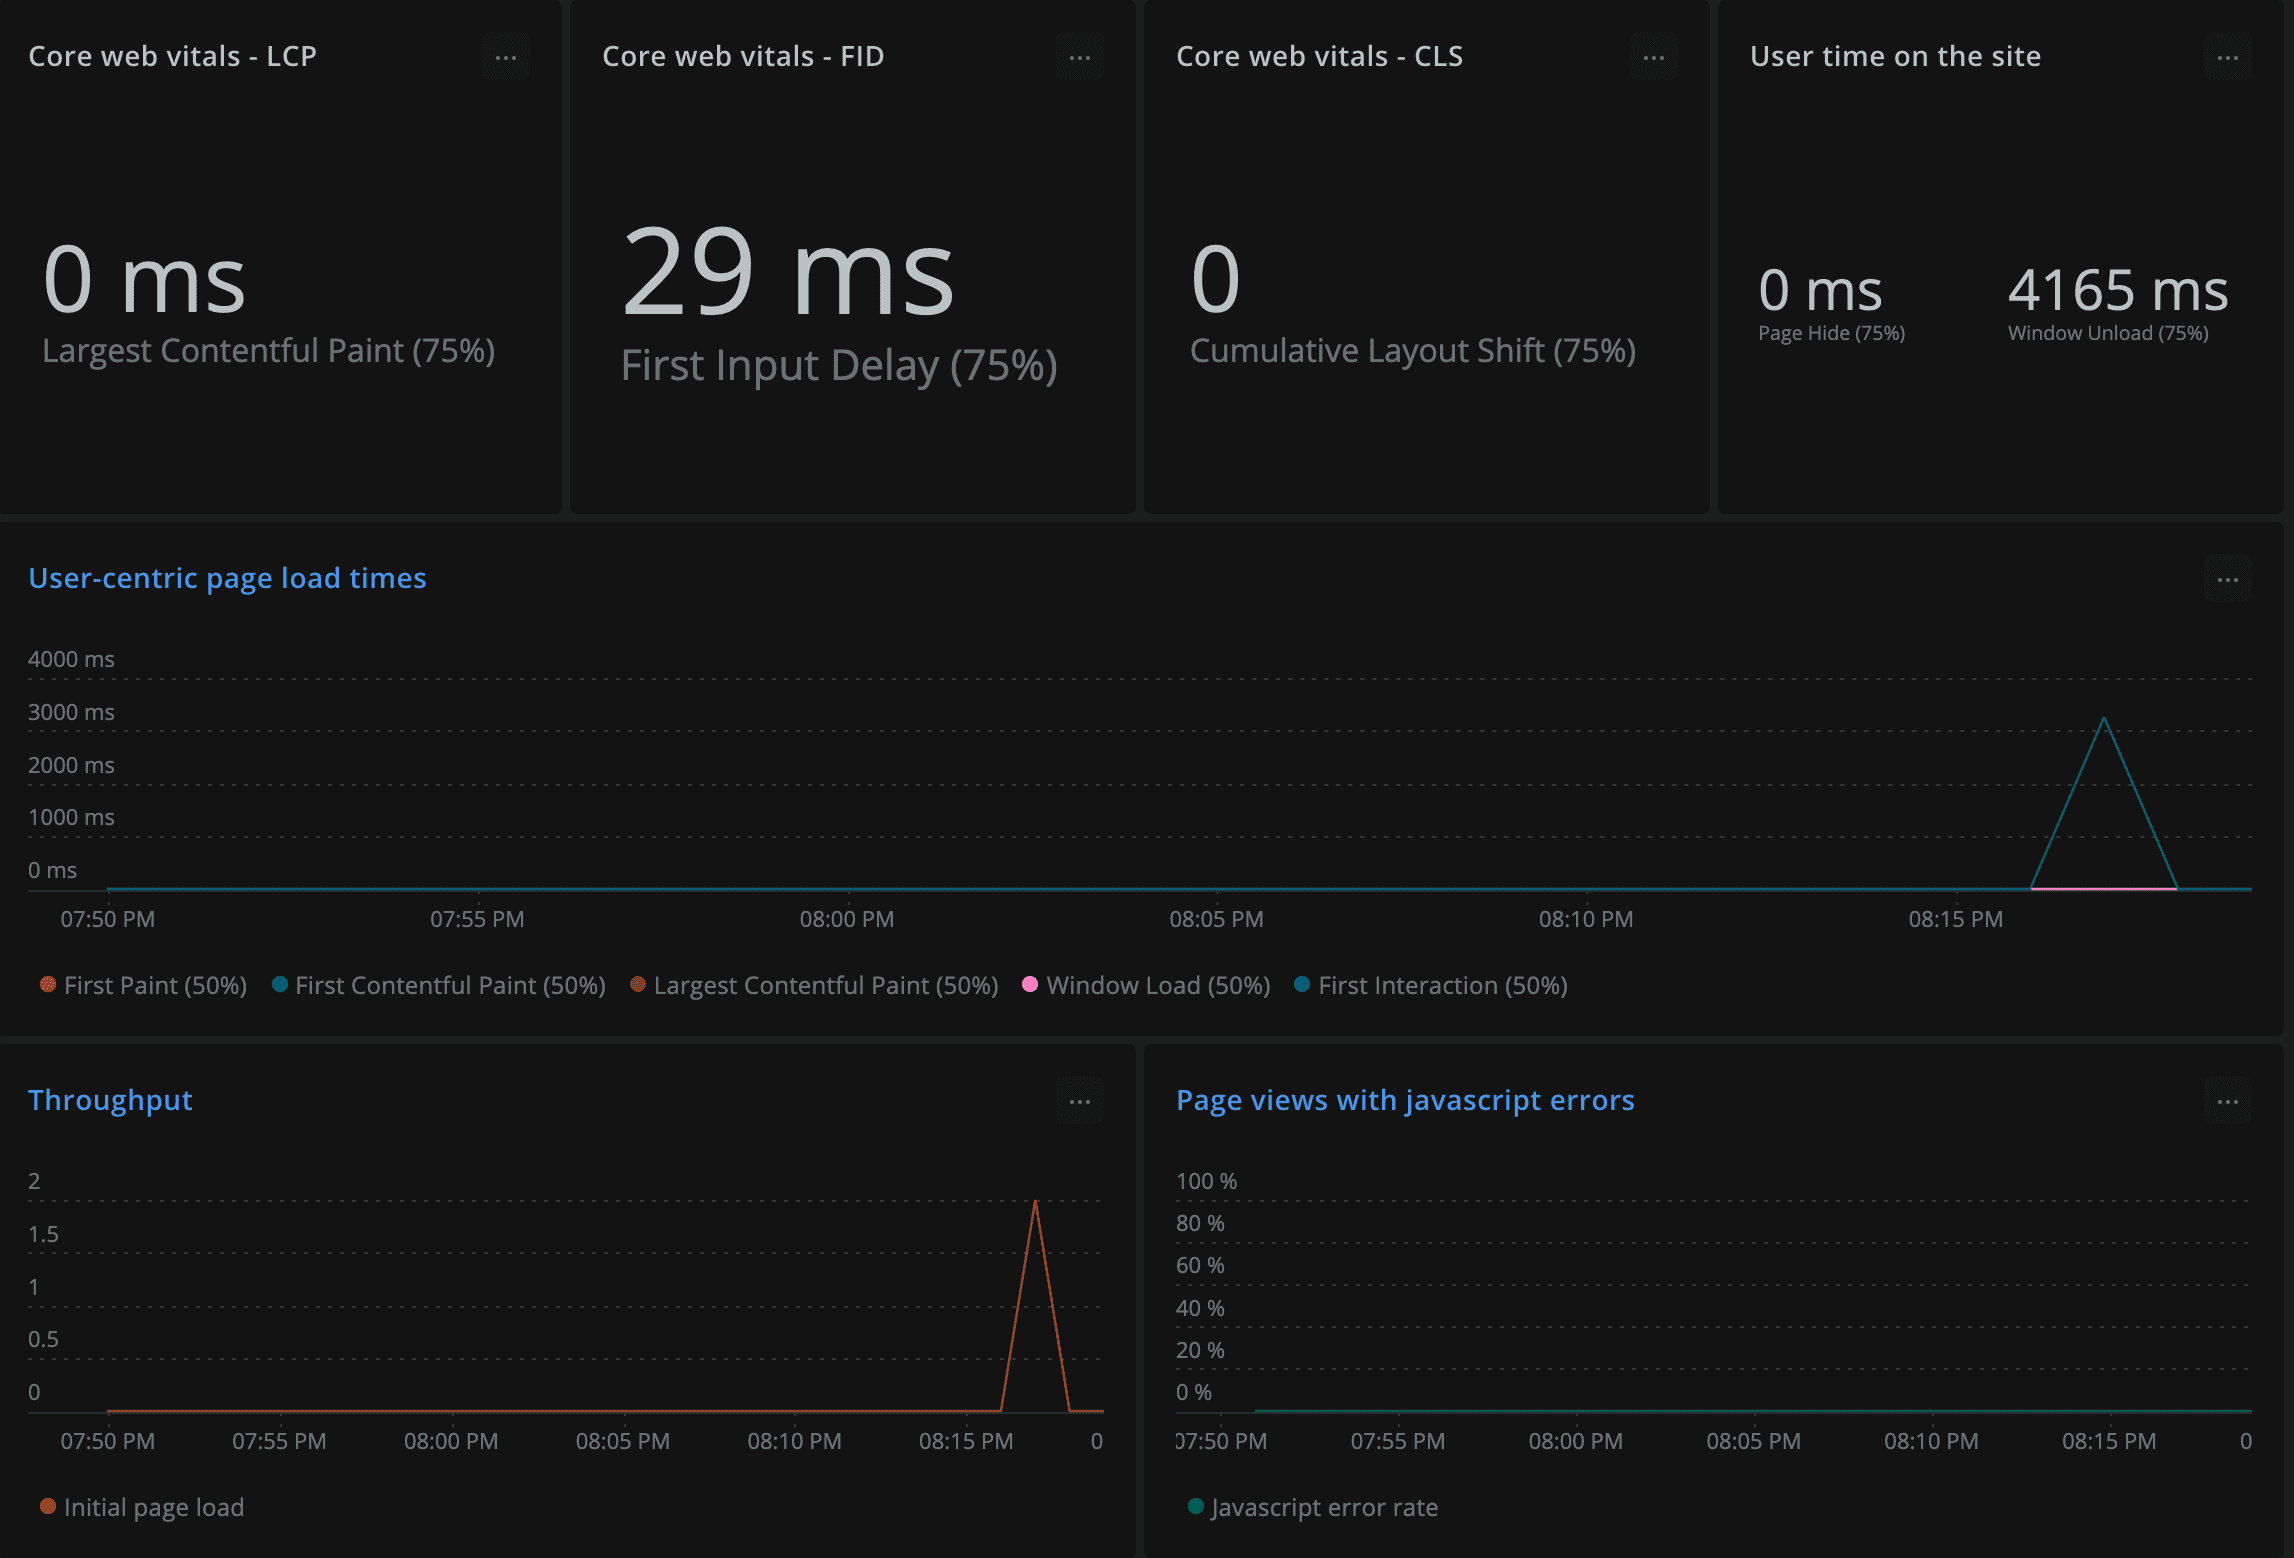 Core web vitals - LCP
Core web vitals - FID
Core web vitals - CLS
User time on the site
0 ms
Largest Contentful Paint (75%)
29 ms
First Input Delay (75%)
0
Cumulative Layout Shift (75%)
0 ms
Page Hide (75%)
4165 ms
Window Unload (75%)
User-centric page load times
4000 ms
3000 ms
2000 ms
1000 ms
0 ms
07:50 PM 07:55 PM 08:00 PM 08:05 PM 08:10 PM 08:15 PM
First Paint (50%) First Contentful Paint (50%) Largest Contentful Paint (50%) Window Load (50%) First Interaction (50%)
Throughput
2
1.5
1
0.5
0
07:50 PM 07:55 PM 08:00 PM 08:05 PM 08:10 PM 08:15 PM 0
Initial page load
Page views with javascript errors
100 %
80 %
60 %
40 %
20 %
0 %
07:50 PM 07:55 PM 08:00 PM 08:05 PM 08:10 PM 08:15 PM 0
Javascript error rate